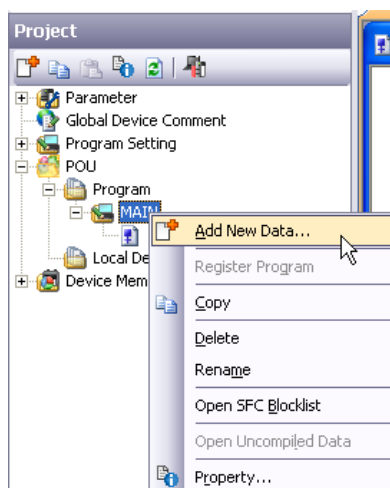 Project
Parameter
Global Device Comment
Program Setting
POU
Program
MAIN
Local De
Device Mem
Add New Data...
Register Program
Copy
Delete
Rename
Open SFC Blocklist
Open Uncompiled Data
Property...